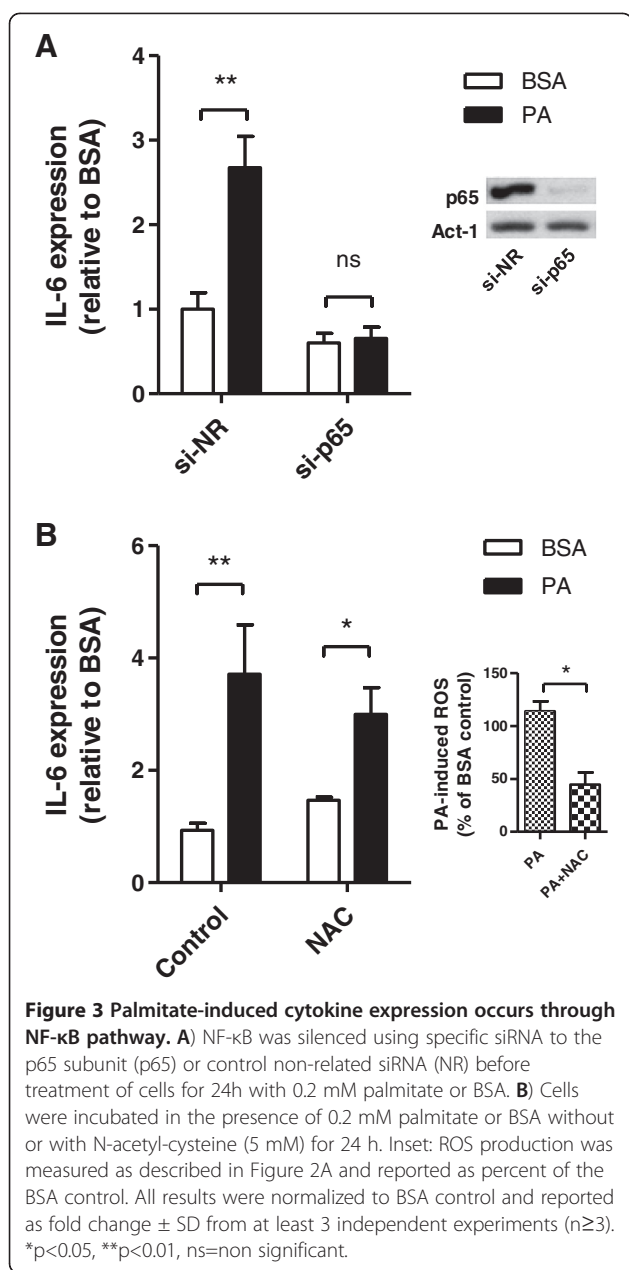 A
IL-6 expression
(relative to BSA)
4
3
2
1
0
**
ns
si-NR
si-p65
BSA
PA
p65
Act-1
si-NR
si-p65
B
IL-6 expression
(relative to BSA)
6
4
2
0
**
*
Control
NAC
BSA
PA
PA-induced ROS
(% of BSA control)
150
100
50
0
*
PA
PA+NAC
Figure 3 Palmitate-induced cytokine expression occurs through
NF-κB pathway. A) NF-κB was silenced using specific siRNA to the
p65 subunit (p65) or control non-related siRNA (NR) before
treatment of cells for 24h with 0.2 mM palmitate or BSA. B) Cells
were incubated in the presence of 0.2 mM palmitate or BSA without
or with N-acetyl-cysteine (5 mM) for 24 h. Inset: ROS production was
measured as described in Figure 2A and reported as percent of the
BSA control. All results were normalized to BSA control and reported
as fold change ± SD from at least 3 independent experiments (n≥3).
*p<0.05, **p<0.01, ns=non significant.